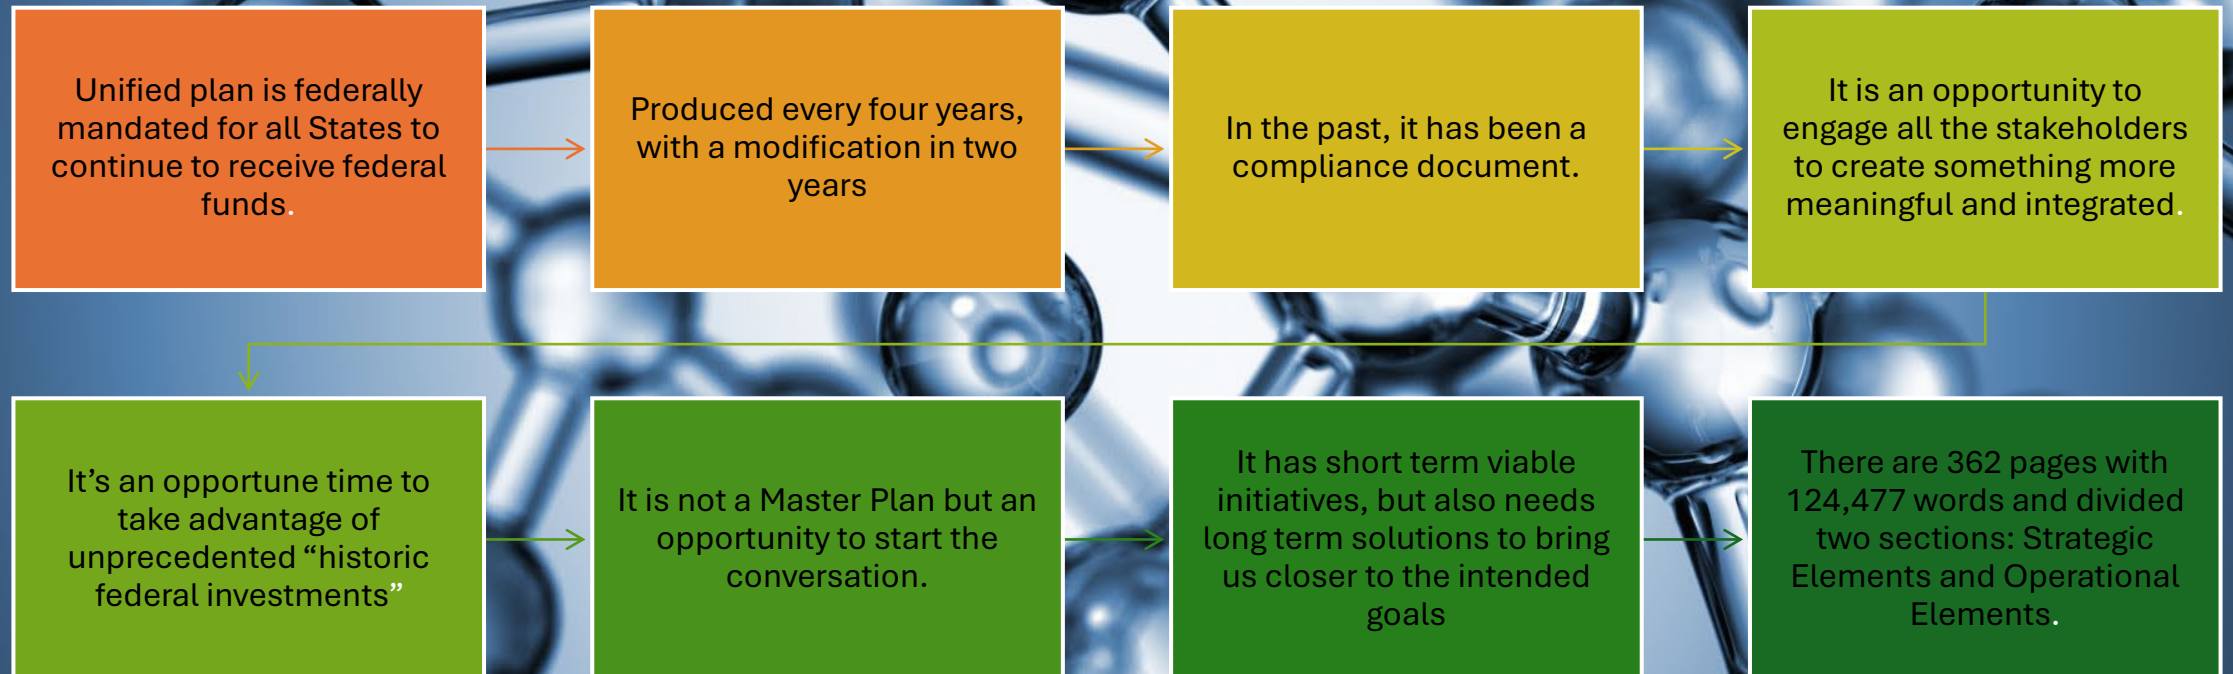 Unified plan is federally
mandated for all States to
continue to receive federal
funds.
Produced every four years,
with a modification in two
years
In the past, it has been a
compliance document.
It is an opportunity to
engage all the stakeholders
to create something more
meaningful and integrated.
It’s an opportune time to
take advantage of
unprecedented “historic
federal investments”
It is not a Master Plan but an
opportunity to start the
conversation.
It has short term viable
initiatives, but also needs
long term solutions to bring
us closer to the intended
goals
There are 362 pages with
124,477 words and divided
two sections: Strategic
Elements and Operational
Elements.